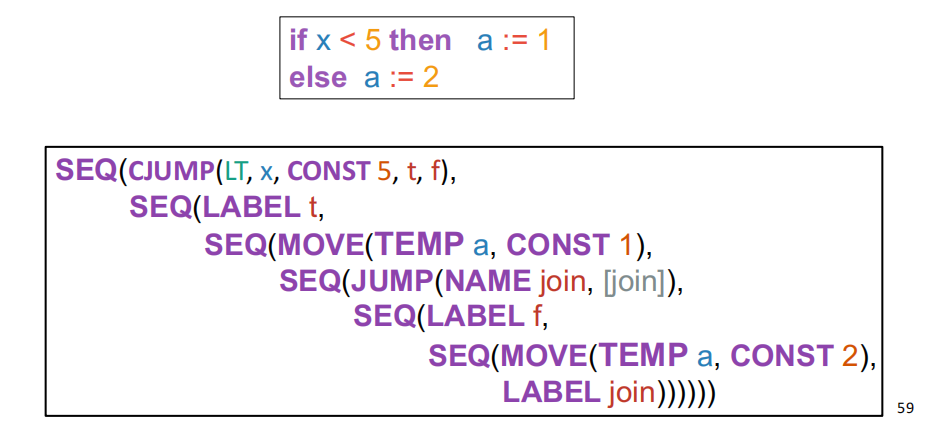 if x < 5 then a := 1
else a := 2
SEQ(CJUMP(LT, x, CONST 5, t, f),
SEQ(LABEL t,
SEQ(MOVE(TEMP a, CONST 1),
SEQ(JUMP(NAME join, [join]),
SEQ(LABEL f,
SEQ(MOVE(TEMP a, CONST 2),
LABEL join))))))
59